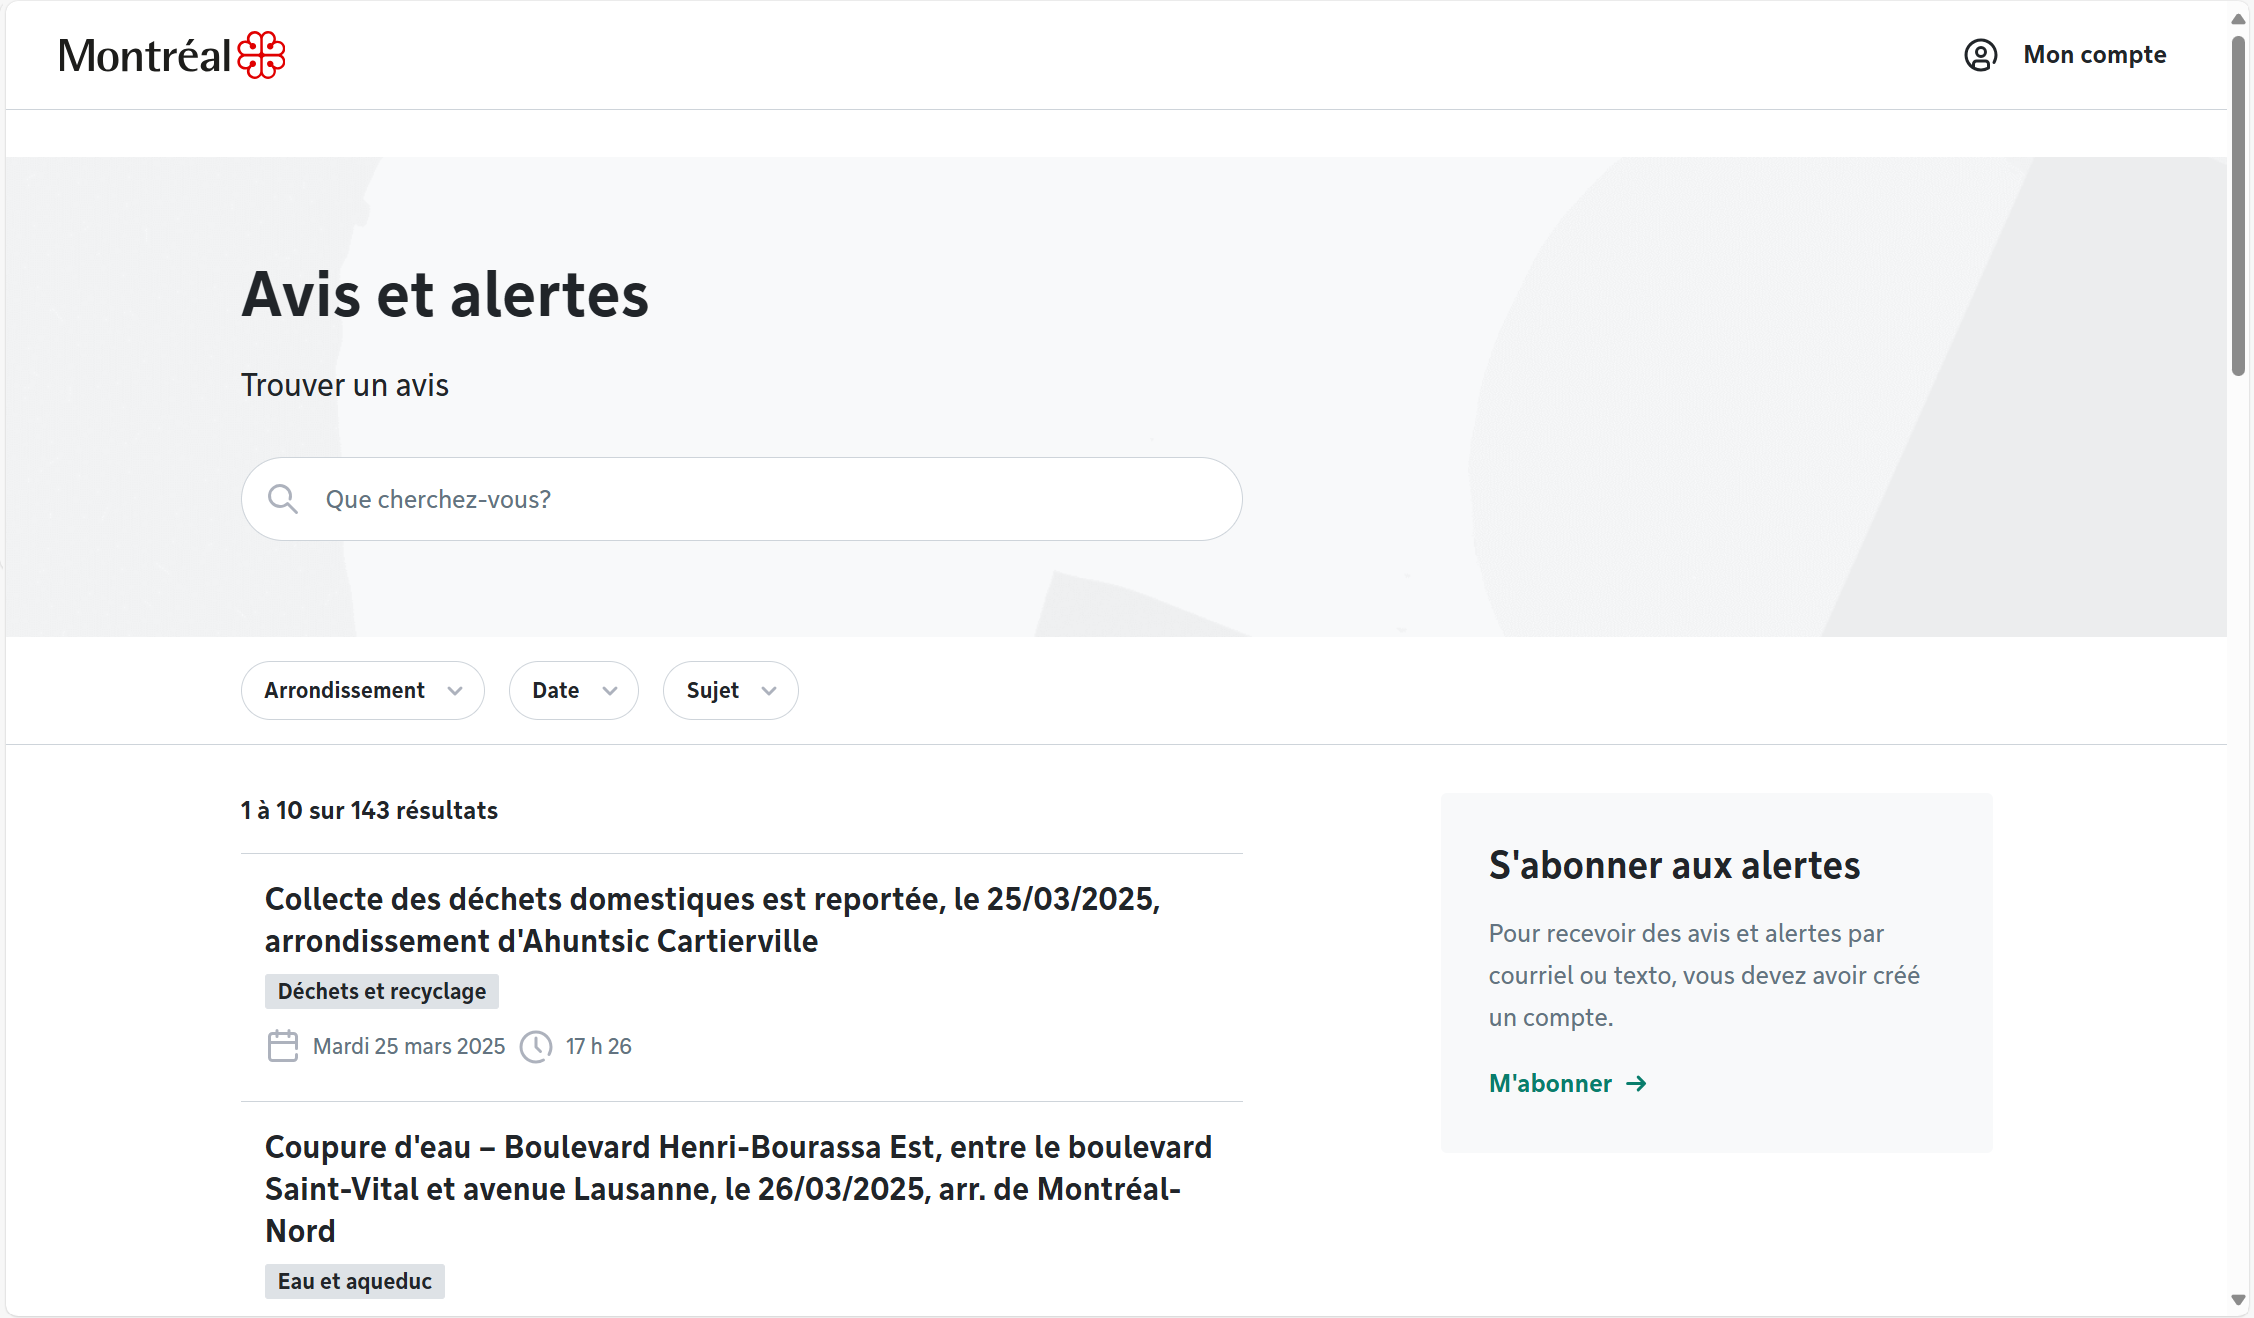 Montréal
Mon compte
Avis et alertes
Trouver un avis
Que cherchez-vous?
Arrondissement
Date
Sujet
1 à 10 sur 143 résultats
Collecte des déchets domestiques est reportée, le 25/03/2025,
arrondissement d'Ahuntsic Cartierville
Déchets et recyclage
Mardi 25 mars 2025 17 h 26
Coupure d'eau – Boulevard Henri-Bourassa Est, entre le boulevard
Saint-Vital et avenue Lausanne, le 26/03/2025, arr. de Montréal-
Nord
Eau et aqueduc
S'abonner aux alertes
Pour recevoir des avis et alertes par
courriel ou texto, vous devez avoir créé
un compte.
M'abonner →